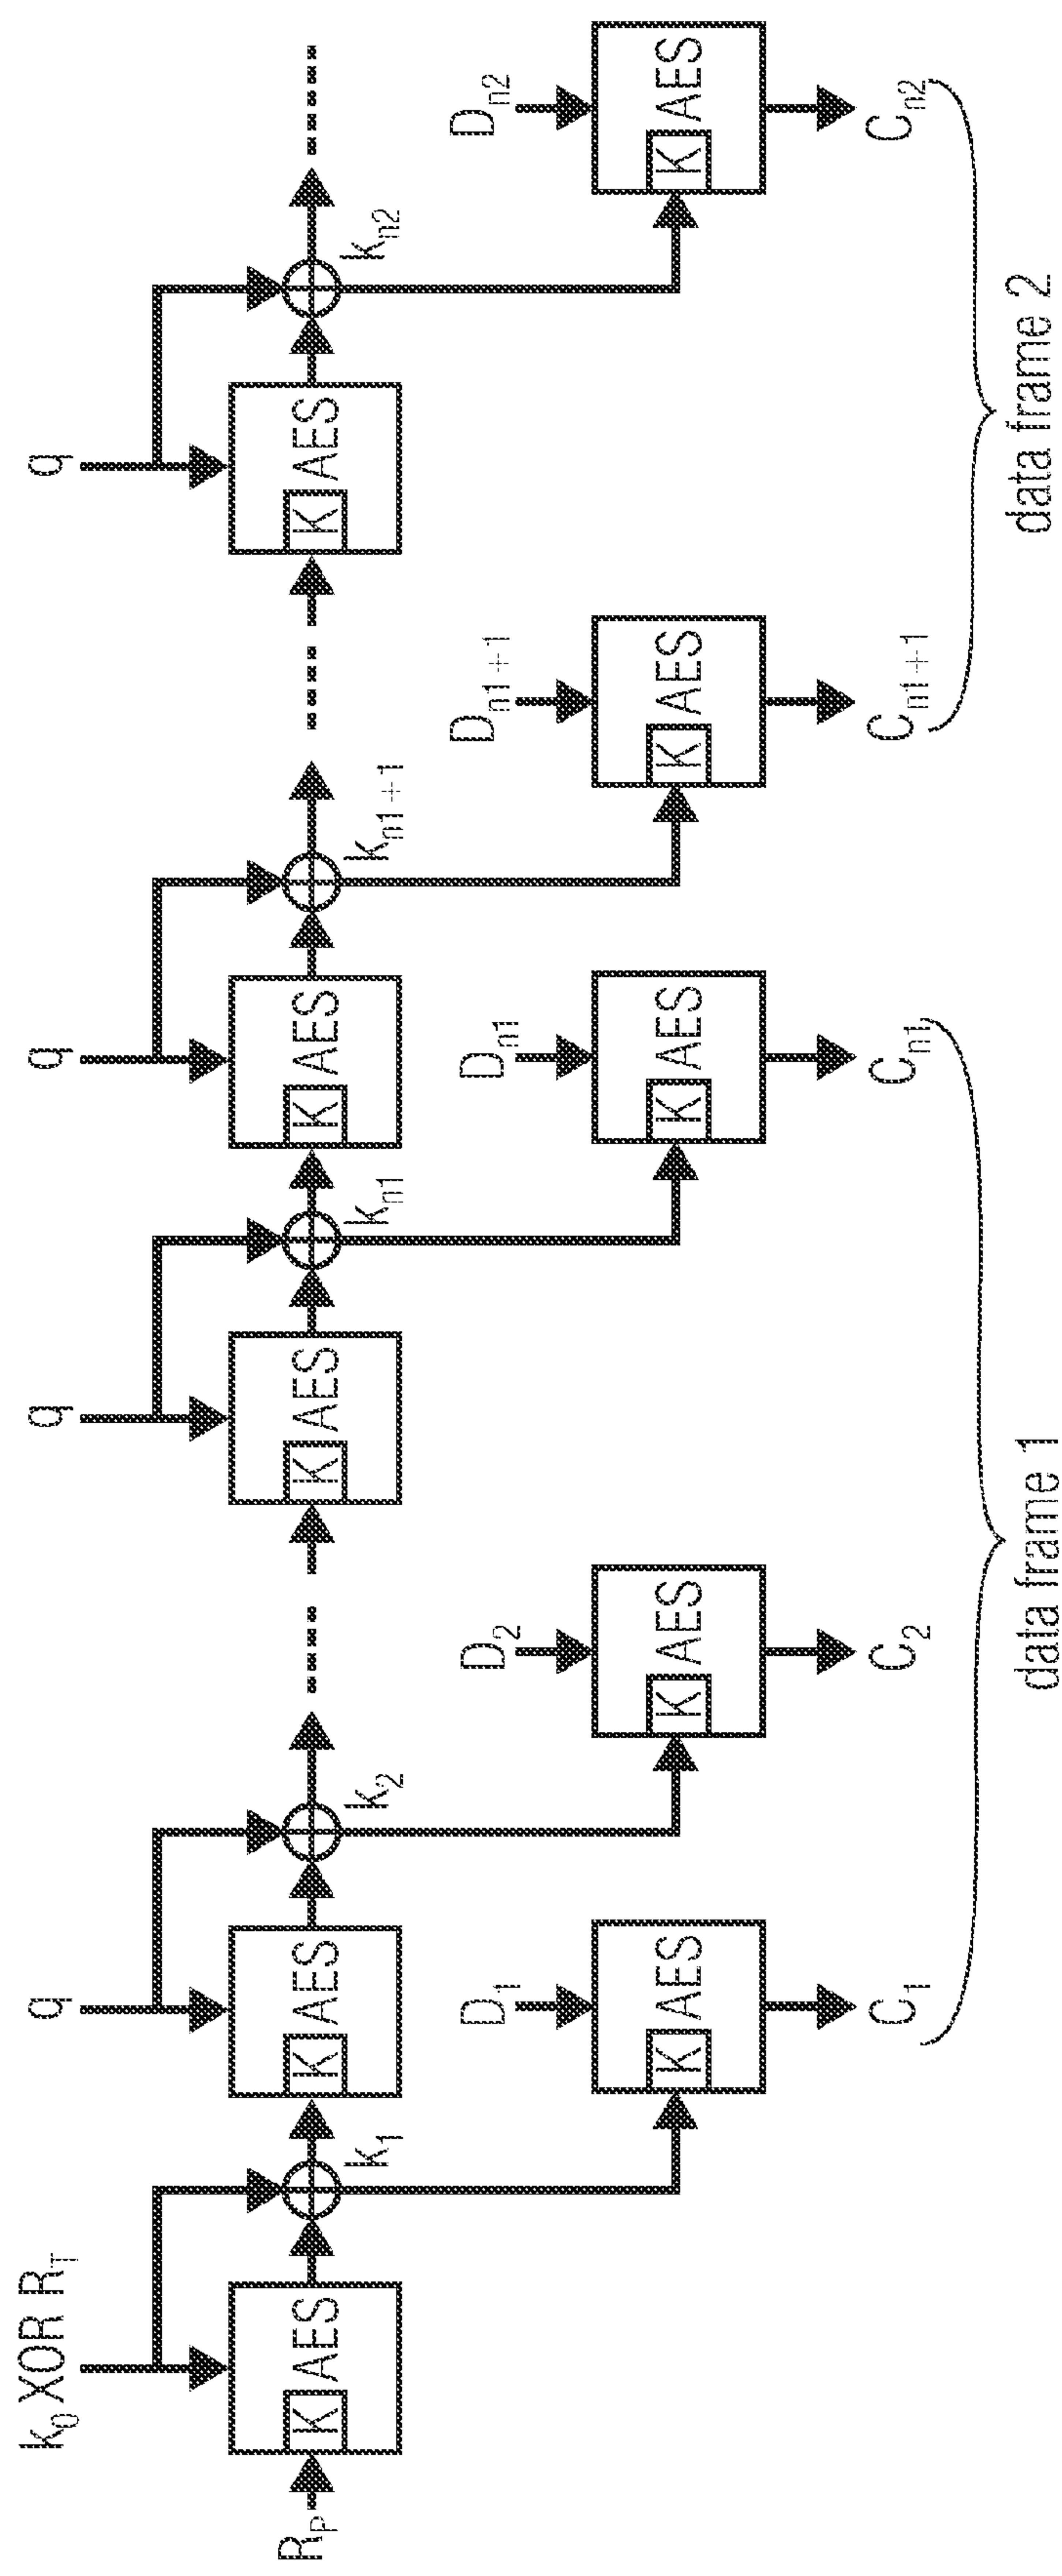 k0 XOR RT
q
q
q
q
RP
K AES
k1
K AES
k2
K AES
kn1
K AES
kn1+1
K AES
kn2
D1
D2
Dn1
Dn1+1
Dn2
K AES
K AES
K AES
K AES
K AES
C1
C2
Cn1
Cn1+1
Cn2
data frame 1
data frame 2